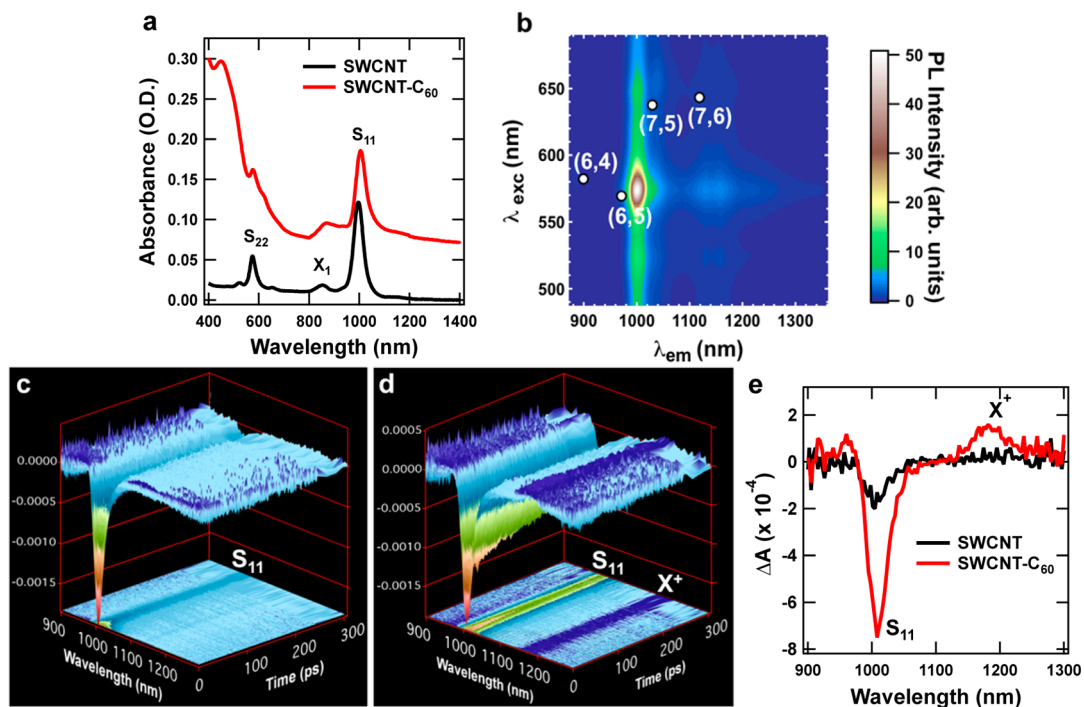 a
Absorbance (O.D.)
0.30
0.25
0.20
0.15
0.10
0.05
0.00
SWCNT
SWCNT-C60
S11
S22
X1
400 600 800 1000 1200 1400
Wavelength (nm)
b
λ exc (nm)
650
600
550
500
(7,5)
(7,6)
(6,4)
(6,5)
900 1000 1100 1200 1300
λem (nm)
50
40
30
20
10
0
PL Intensity (arb. units)
c
0.0000
-0.0005
-0.0010
-0.0015
S11
900
1000
1100
1200
Wavelength (nm)
0
100
200
300
Time (ps)
d
0.0005
0.0000
-0.0005
-0.0010
-0.0015
S11
X+
900
1000
1100
1200
Wavelength (nm)
0
100
200
300
Time (ps)
e
ΔA (x 10-4)
2
0
-2
-4
-6
-8
X+
SWCNT
SWCNT-C60
S11
900 1000 1100 1200 1300
Wavelength (nm)